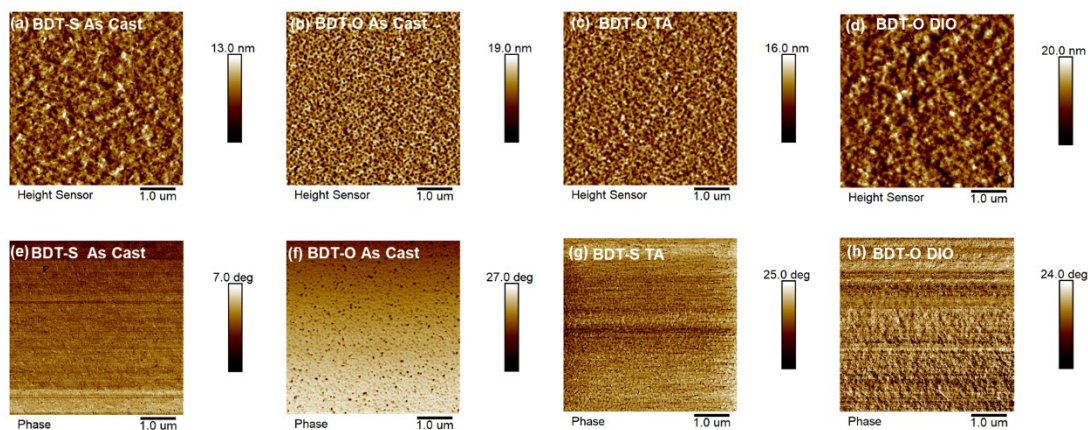 (a) BDT-S As Cast
13.0 nm
Height Sensor
1.0 um
(b) BDT-O As Cast --
19.0 nm
Height Sensor
1.0 um
(c) BDT-O TA
16.0 nm
Height Sensor
1.0 um
(d) BDT-O DIO
20.0 nm
Height Sensor
1.0 um
(e) BDT-S As Cast
7.0 deg
Phase
1.0 um
(f) BDT-O As Cast
27.0 deg
Phase
1.0 um
(g) BDT-S TA
25.0 deg
Phase
1.0 um
(h) BDT-O DIO
24.0 deg
Phase
1.0 um